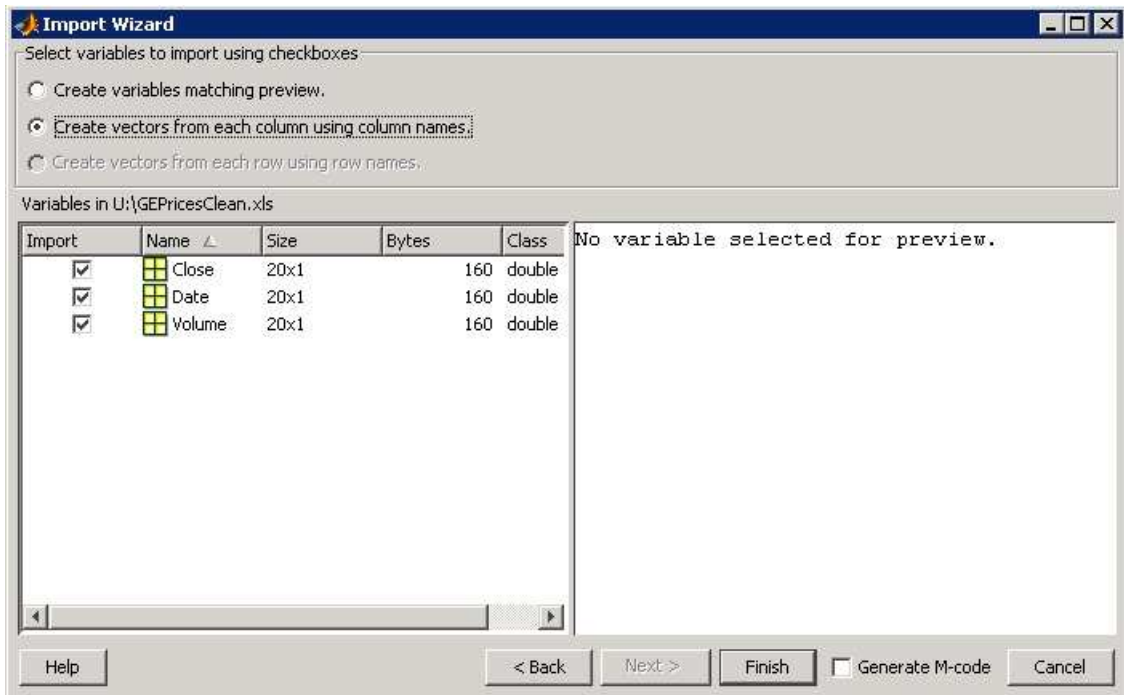 Import Wizard
Select variables to import using checkboxes
Create variables matching preview.
Create vectors from each column using column names.
Create vectors from each row using row names.
Variables in U:\GEPricesClean.xls
Import Name Size Bytes Class
Close 20x1 160 double
Date 20x1 160 double
Volume 20x1 160 double
No variable selected for preview.
Help < Back Next > Finish Generate M-code Cancel